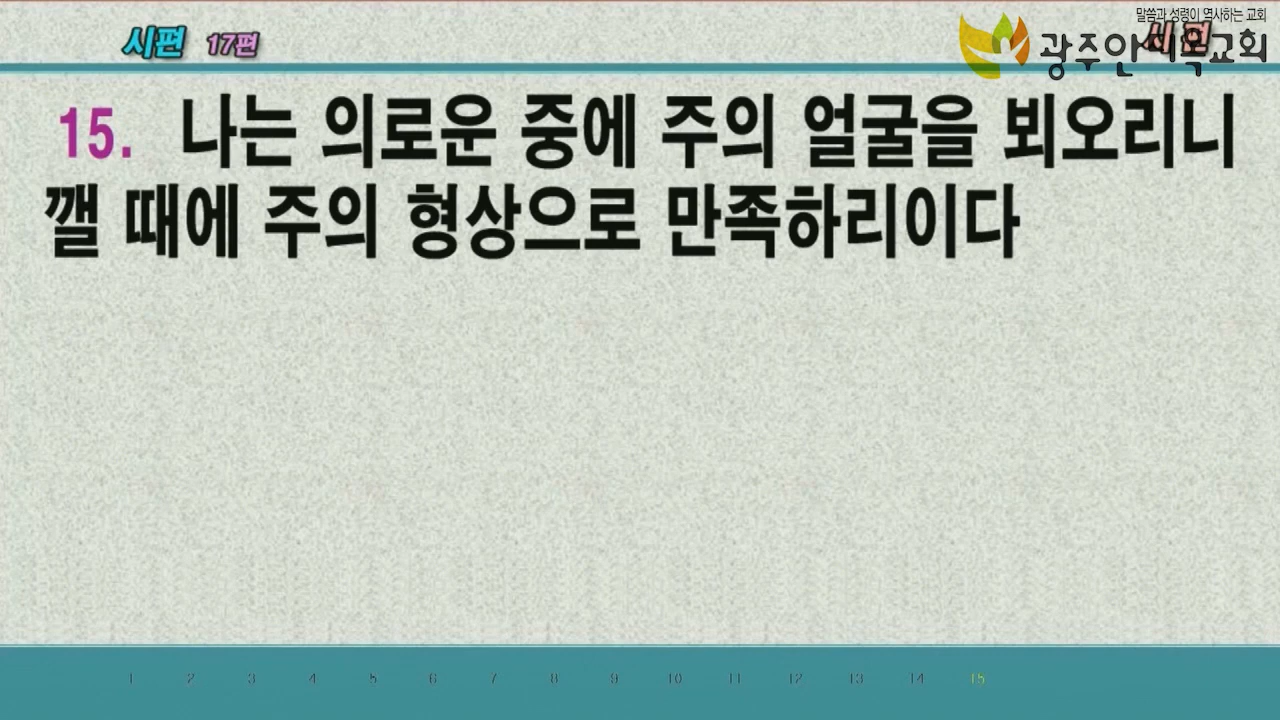 시편 17편
말씀과 성령이 역사하는 교회
광주안디옥교회
15. 나는 의로운 중에 주의 얼굴을 뵈오리니
깰 때에 주의 형상으로 만족하리이다
1 2 3 4 5 6 7 8 9 10 11 12 13 14 15